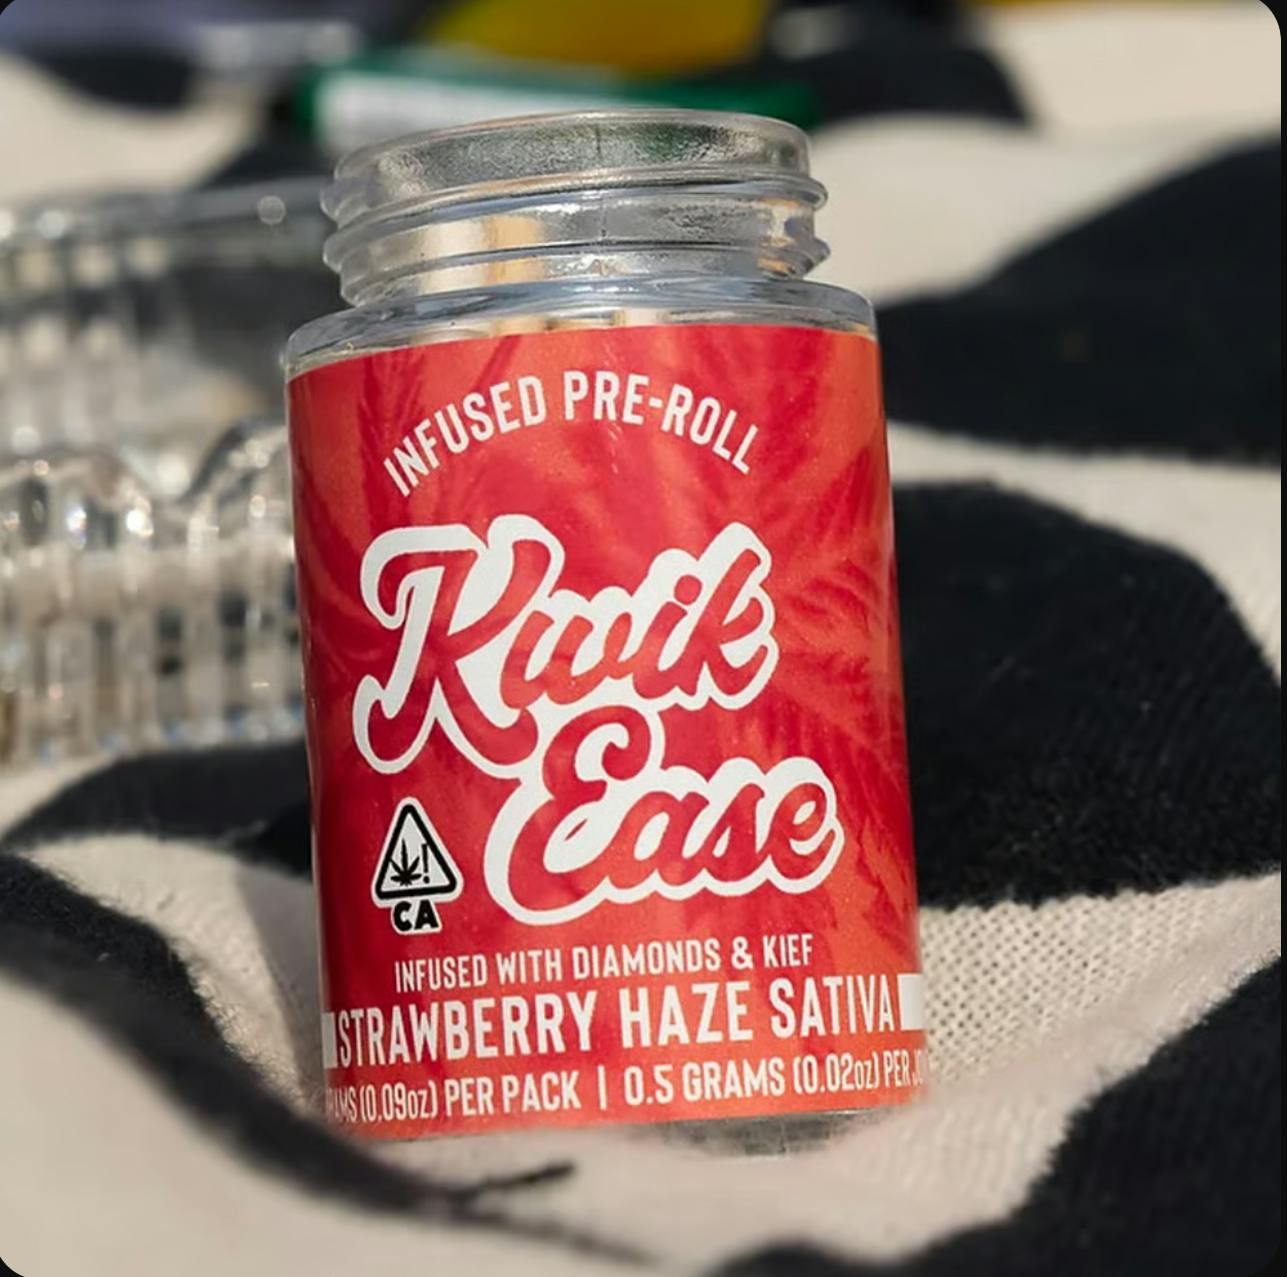 INFUSED PRE-ROLL
Kwik
Ease
CA
INFUSED WITH DIAMONDS & KIEF
STRAWBERRY HAZE SATIVA
(0.09oz) PER PACK | 0.5 GRAMS (0.02oz) PER